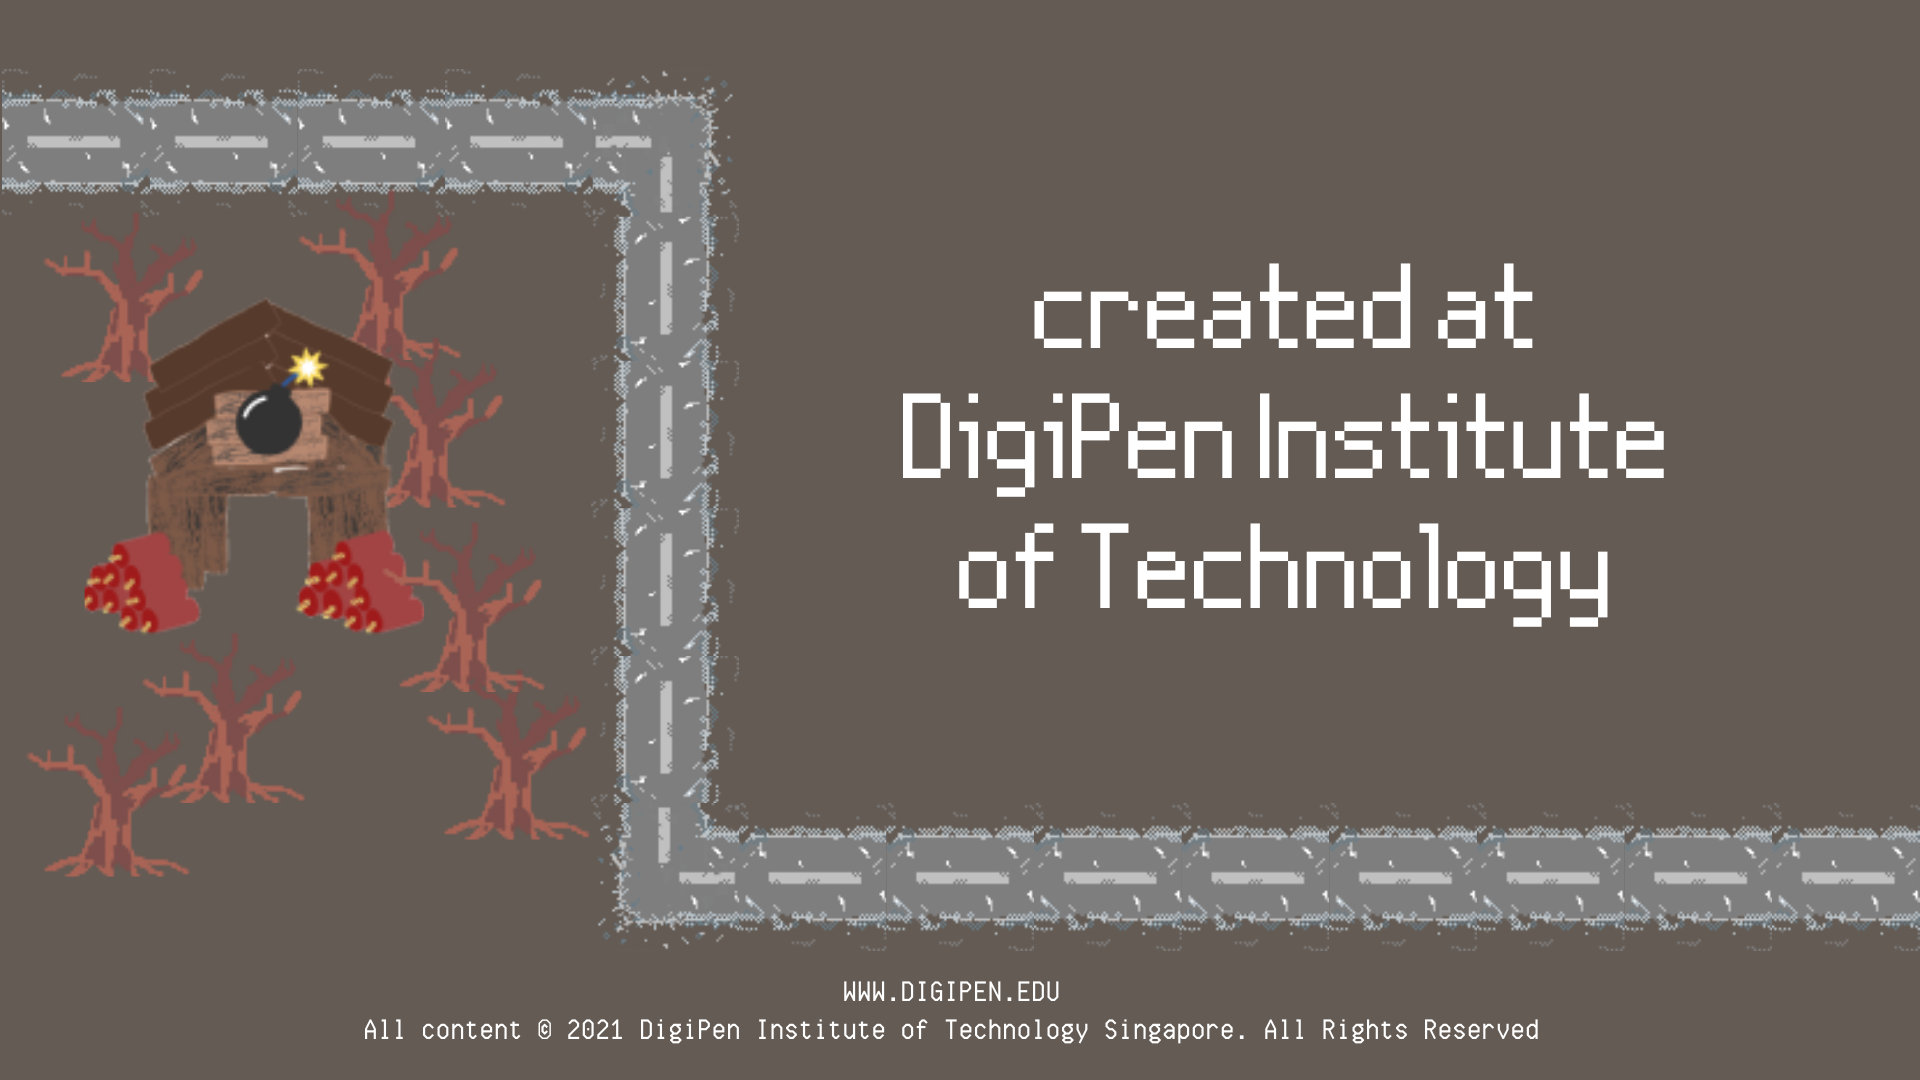 created at
DigiPen Institute
of Technology
WWW.DIGIPEN.EDU
All content © 2021 DigiPen Institute of Technology Singapore. All Rights Reserved